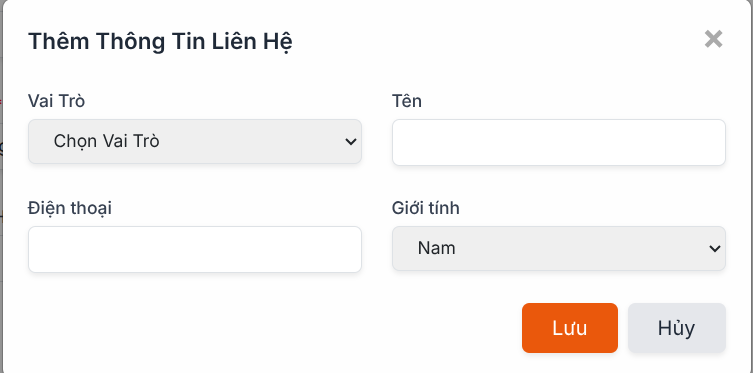 Thêm Thông Tin Liên Hệ ×
Vai Trò Tên
Chọn Vai Trò
Điện thoại Giới tính
Nam
Lưu Hủy